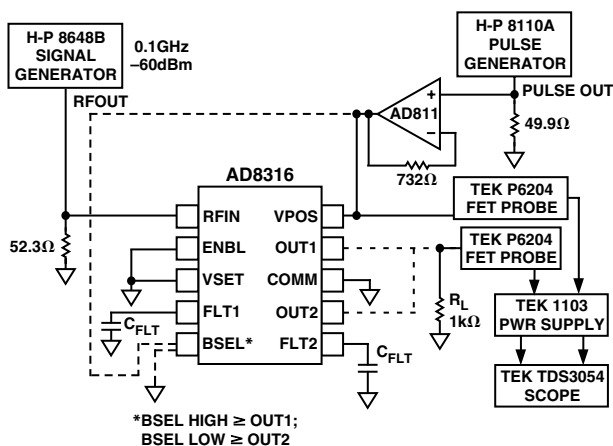 H-P 8648B
SIGNAL
GENERATOR
0.1GHz
–60dBm
RFOUT
H-P 8110A
PULSE
GENERATOR
PULSE OUT
+
AD811
–
49.9Ω
732Ω
AD8316
52.3Ω
RFIN
ENBL
VSET
FLT1
BSEL*
VPOS
OUT1
COMM
OUT2
FLT2
CFLT
CFLT
TEK P6204
FET PROBE
TEK P6204
FET PROBE
RL
1kΩ
TEK 1103
PWR SUPPLY
TEK TDS3054
SCOPE
*BSEL HIGH ≥ OUT1;
BSEL LOW ≥ OUT2